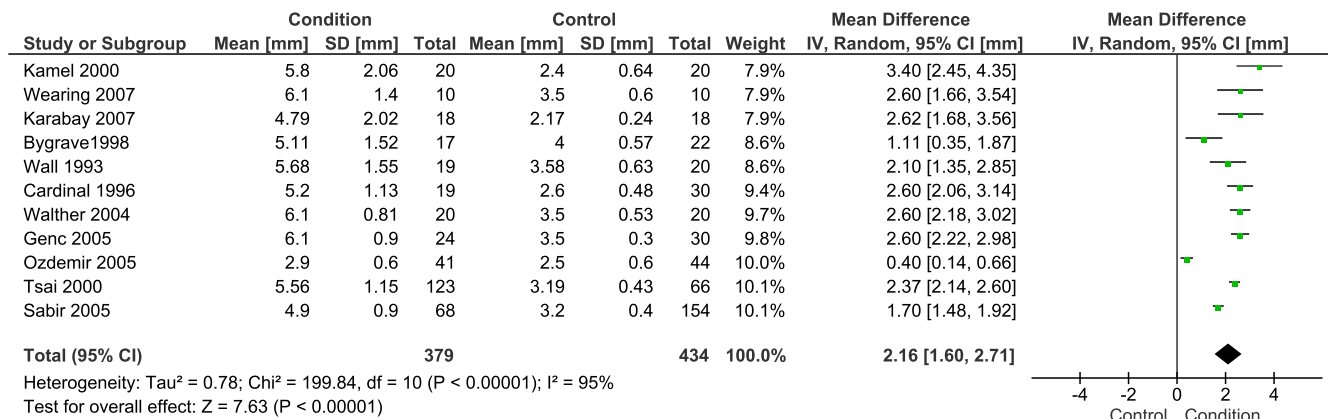 Condition Control Mean Difference Mean Difference
Study or Subgroup Mean [mm] SD [mm] Total Mean [mm] SD [mm] Total Weight IV, Random, 95% CI [mm] IV, Random, 95% CI [mm]
Kamel 2000 5.8 2.06 20 2.4 0.64 20 7.9% 3.40 [2.45, 4.35]
Wearing 2007 6.1 1.4 10 3.5 0.6 10 7.9% 2.60 [1.66, 3.54]
Karabay 2007 4.79 2.02 18 2.17 0.24 18 7.9% 2.62 [1.68, 3.56]
Bygrave1998 5.11 1.52 17 4 0.57 22 8.6% 1.11 [0.35, 1.87]
Wall 1993 5.68 1.55 19 3.58 0.63 20 8.6% 2.10 [1.35, 2.85]
Cardinal 1996 5.2 1.13 19 2.6 0.48 30 9.4% 2.60 [2.06, 3.14]
Walther 2004 6.1 0.81 20 3.5 0.53 20 9.7% 2.60 [2.18, 3.02]
Genc 2005 6.1 0.9 24 3.5 0.3 30 9.8% 2.60 [2.22, 2.98]
Ozdemir 2005 2.9 0.6 41 2.5 0.6 44 10.0% 0.40 [0.14, 0.66]
Tsai 2000 5.56 1.15 123 3.19 0.43 66 10.1% 2.37 [2.14, 2.60]
Sabir 2005 4.9 0.9 68 3.2 0.4 154 10.1% 1.70 [1.48, 1.92]
Total (95% CI) 379 434 100.0% 2.16 [1.60, 2.71]
Heterogeneity: Tau² = 0.78; Chi² = 199.84, df = 10 (P < 0.00001); I² = 95%
Test for overall effect: Z = 7.63 (P < 0.00001)
-4 -2 0 2 4
Control Condition